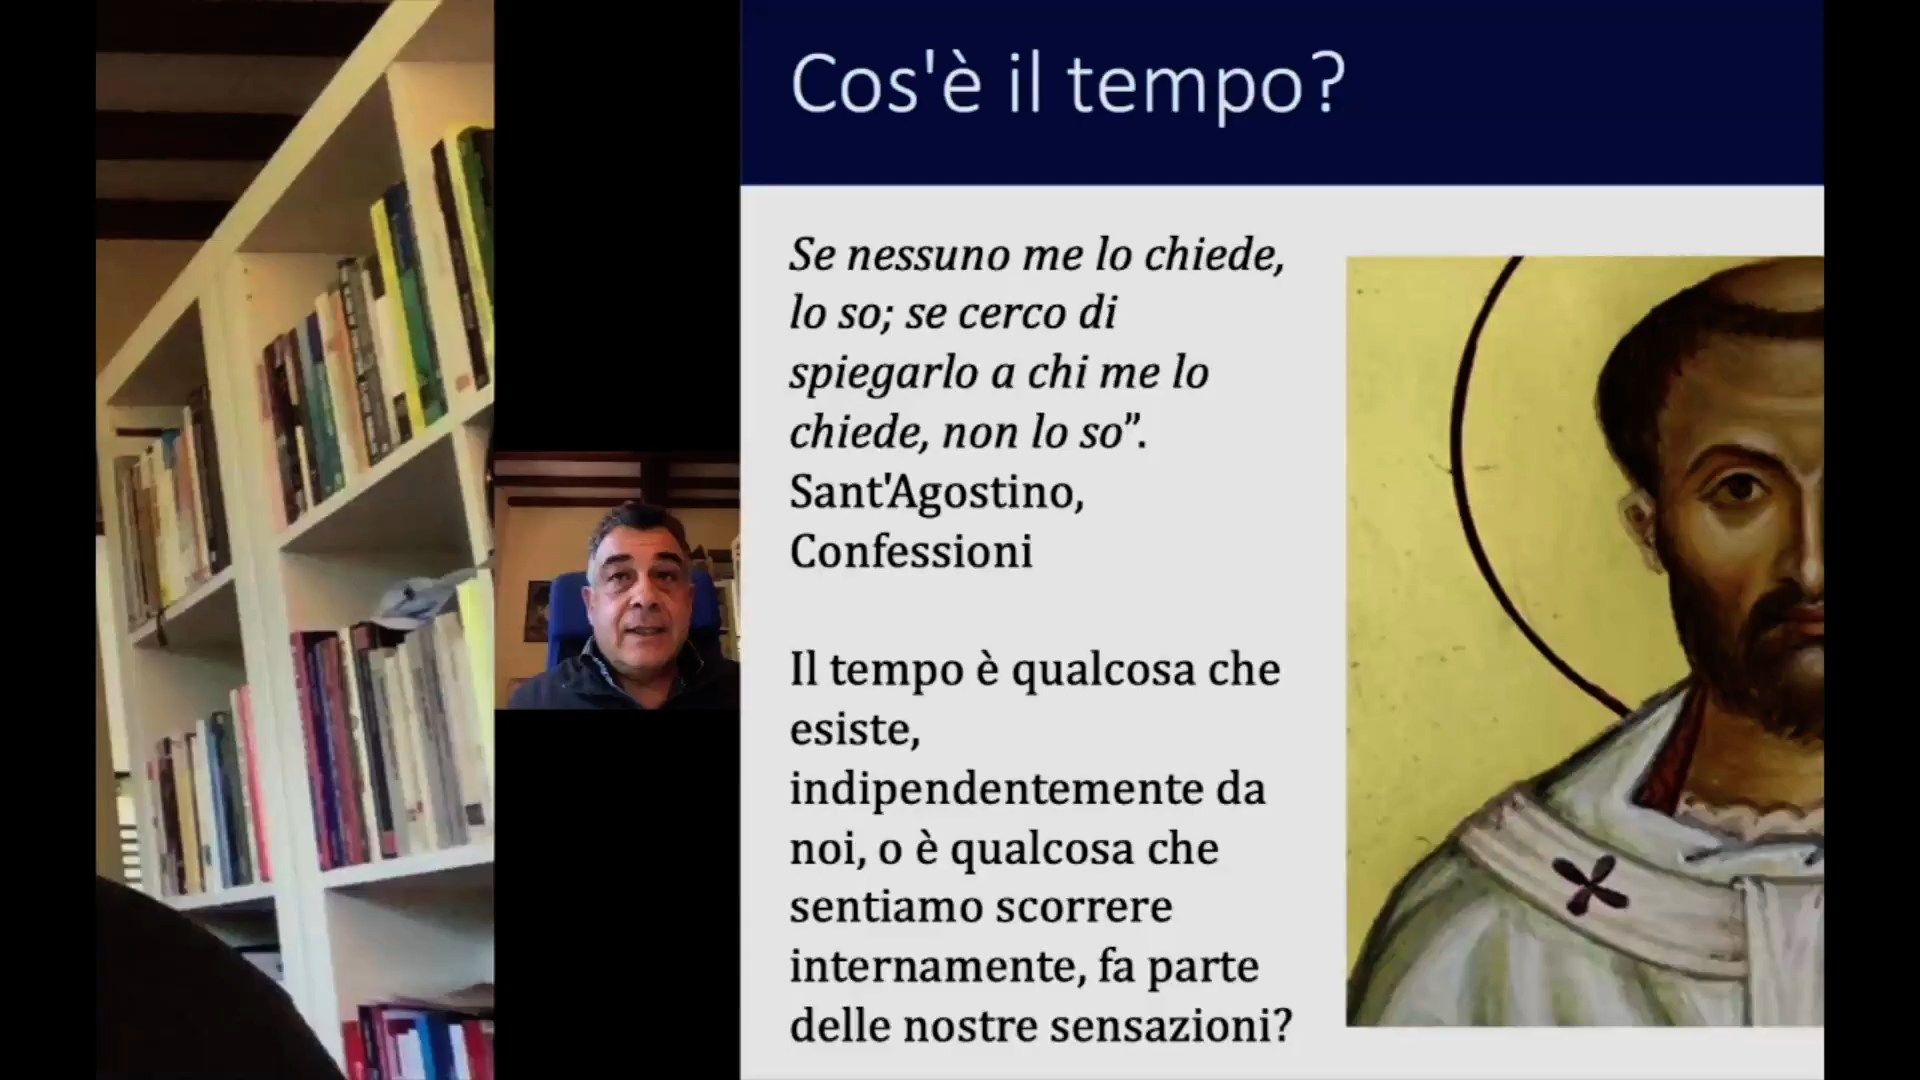 Cos'è il tempo?
Se nessuno me lo chiede,
lo so; se cerco di
spiegarlo a chi me lo
chiede, non lo so”.
Sant'Agostino,
Confessioni
Il tempo è qualcosa che
esiste,
indipendentemente da
noi, o è qualcosa che
sentiamo scorrere
internamente, fa parte
delle nostre sensazioni?